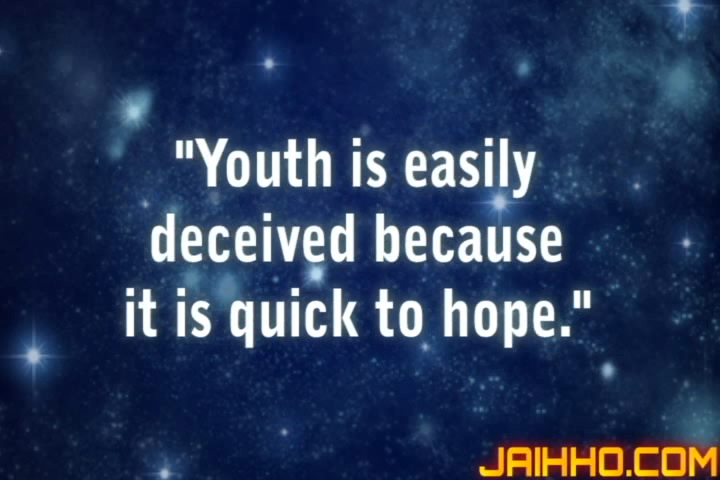 "Youth is easily
deceived because
it is quick to hope."
JAIHHO.COM